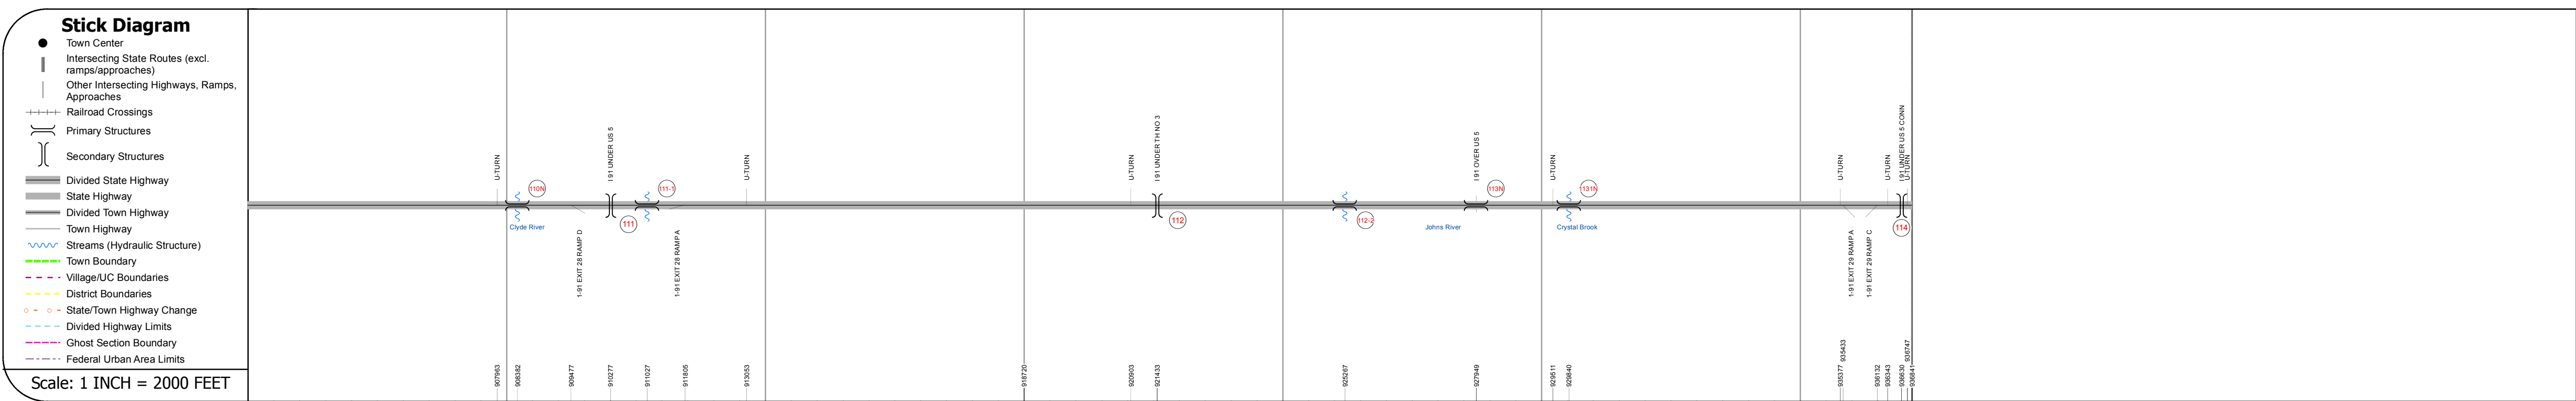 Stick Diagram
Town Center
Intersecting State Routes (excl.
ramps/approaches)
Other Intersecting Highways, Ramps,
Approaches
Railroad Crossings
Primary Structures
Secondary Structures
Divided State Highway
State Highway
Divided Town Highway
Town Highway
Streams (Hydraulic Structure)
Town Boundary
Village/UC Boundaries
District Boundaries
State/Town Highway Change
Divided Highway Limits
Ghost Section Boundary
Federal Urban Area Limits
Scale: 1 INCH = 2000 FEET
U-TURN
I 91 UNDER US 5
U-TURN
U-TURN
I 91 UNDER TH NO 3
I 91 OVER US 5
U-TURN
U-TURN
U-TURN
I 91 UNDER US 5 CONN
U-TURN
110N
111-1
113N
1131N
111
112
112-2
114
Clyde River
Johns River
Crystal Brook
1-91 EXIT 28 RAMP D
1-91 EXIT 28 RAMP A
1-91 EXIT 29 RAMP A
1-91 EXIT 29 RAMP C
907963
908382
909477
910277
911027
911805
913053
918720
920903
921433
925267
927949
929511
929840
935377
935433
936132
936343
936630
936747
936841